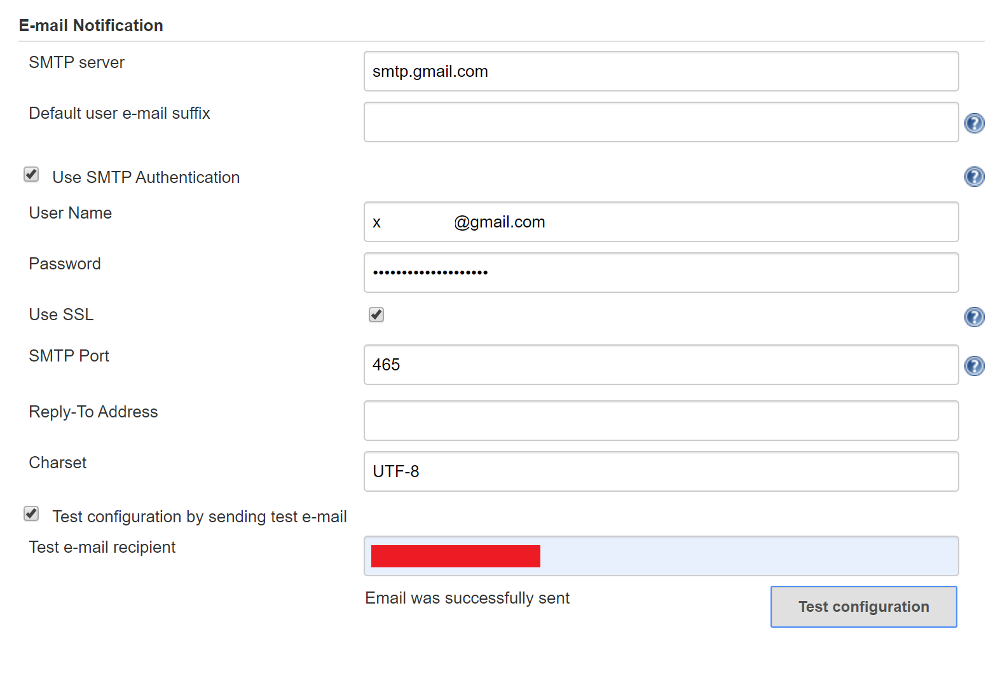 E-mail Notification
SMTP server
smtp.gmail.com
Default user e-mail suffix
?
Use SMTP Authentication
?
User Name
x @gmail.com
Password
••••••••••••••••••••
Use SSL
?
SMTP Port
465
?
Reply-To Address
Charset
UTF-8
Test configuration by sending test e-mail
Test e-mail recipient
Email was successfully sent
Test configuration